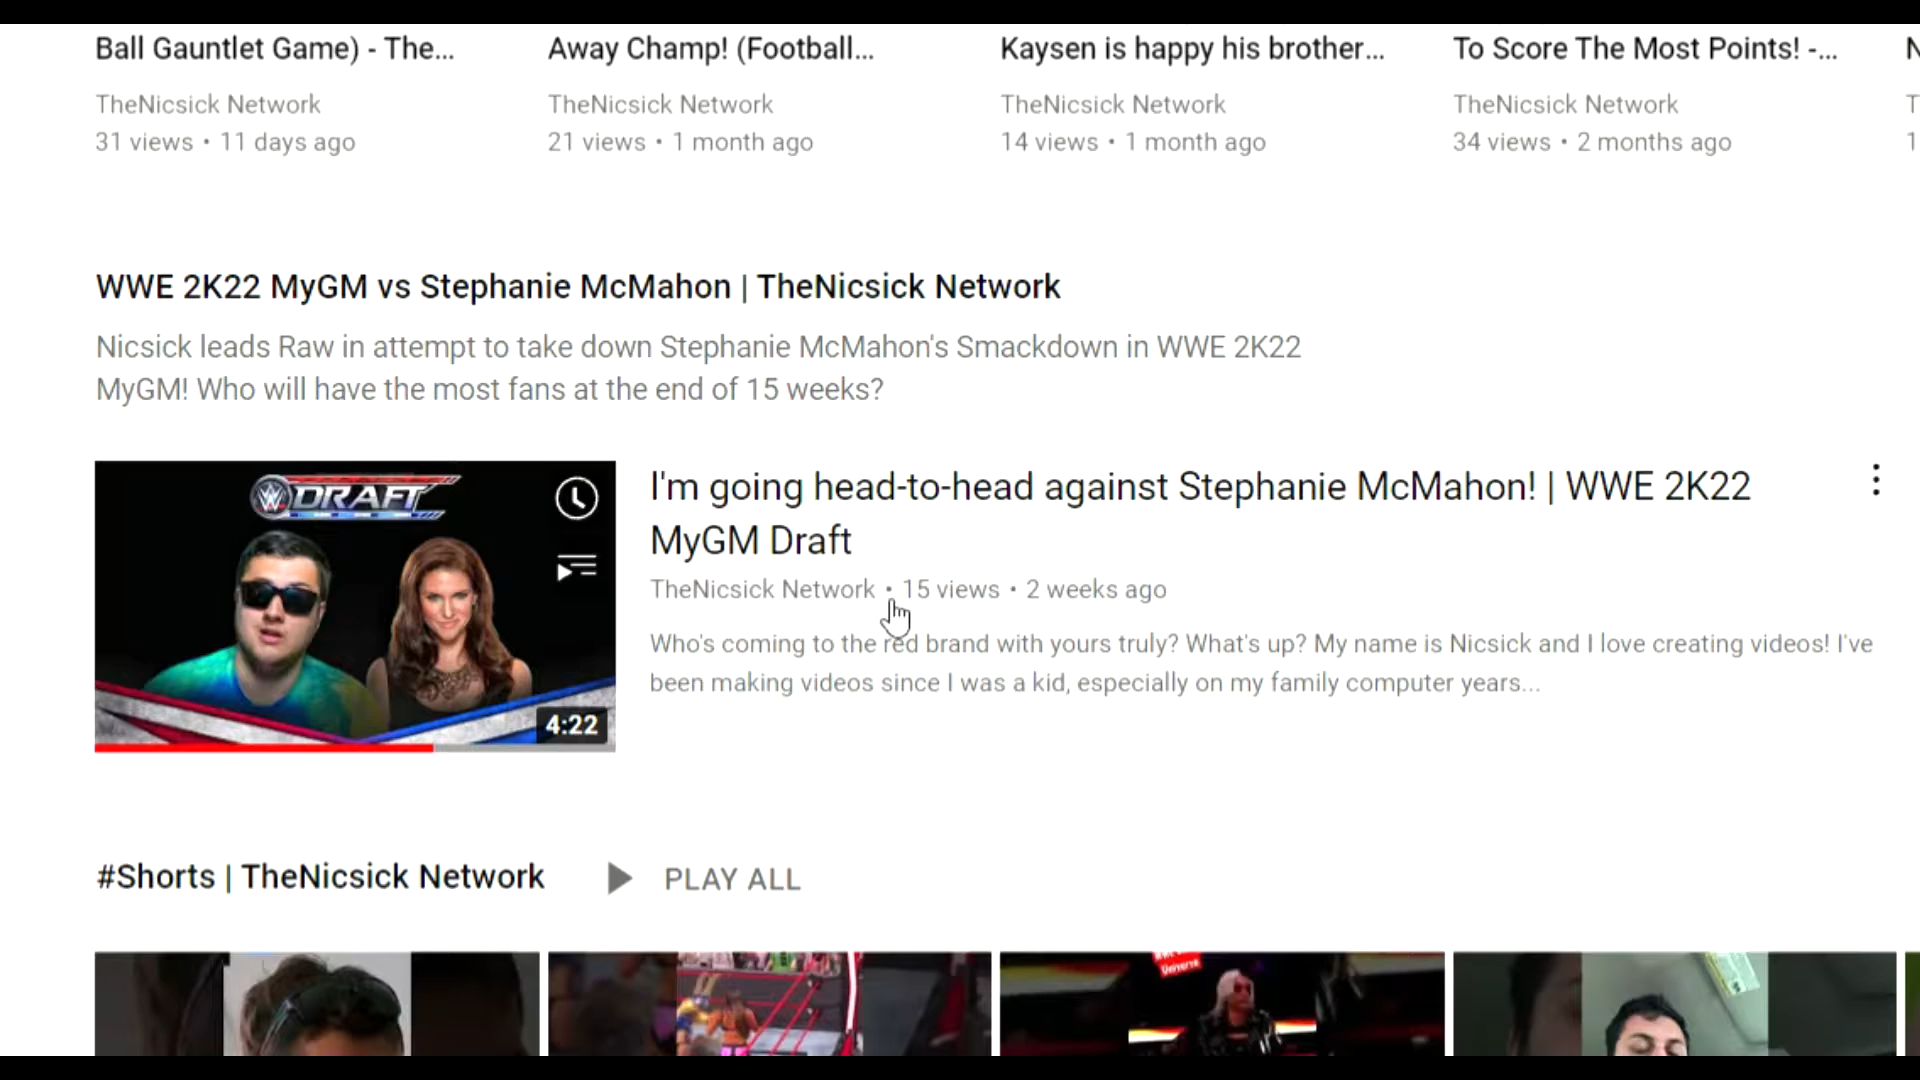 Ball Gauntlet Game) - The...
TheNicsick Network
31 views • 11 days ago
Away Champ! (Football...
TheNicsick Network
21 views • 1 month ago
Kaysen is happy his brother...
TheNicsick Network
14 views • 1 month ago
To Score The Most Points! -...
TheNicsick Network
34 views • 2 months ago
WWE 2K22 MyGM vs Stephanie McMahon | TheNicsick Network
Nicsick leads Raw in attempt to take down Stephanie McMahon's Smackdown in WWE 2K22
MyGM! Who will have the most fans at the end of 15 weeks?
DRAFT
4:22
I'm going head-to-head against Stephanie McMahon! | WWE 2K22
MyGM Draft
TheNicsick Network • 15 views • 2 weeks ago
Who's coming to the red brand with yours truly? What's up? My name is Nicsick and I love creating videos! I've
been making videos since I was a kid, especially on my family computer years...
#Shorts | TheNicsick Network
PLAY ALL
Universe